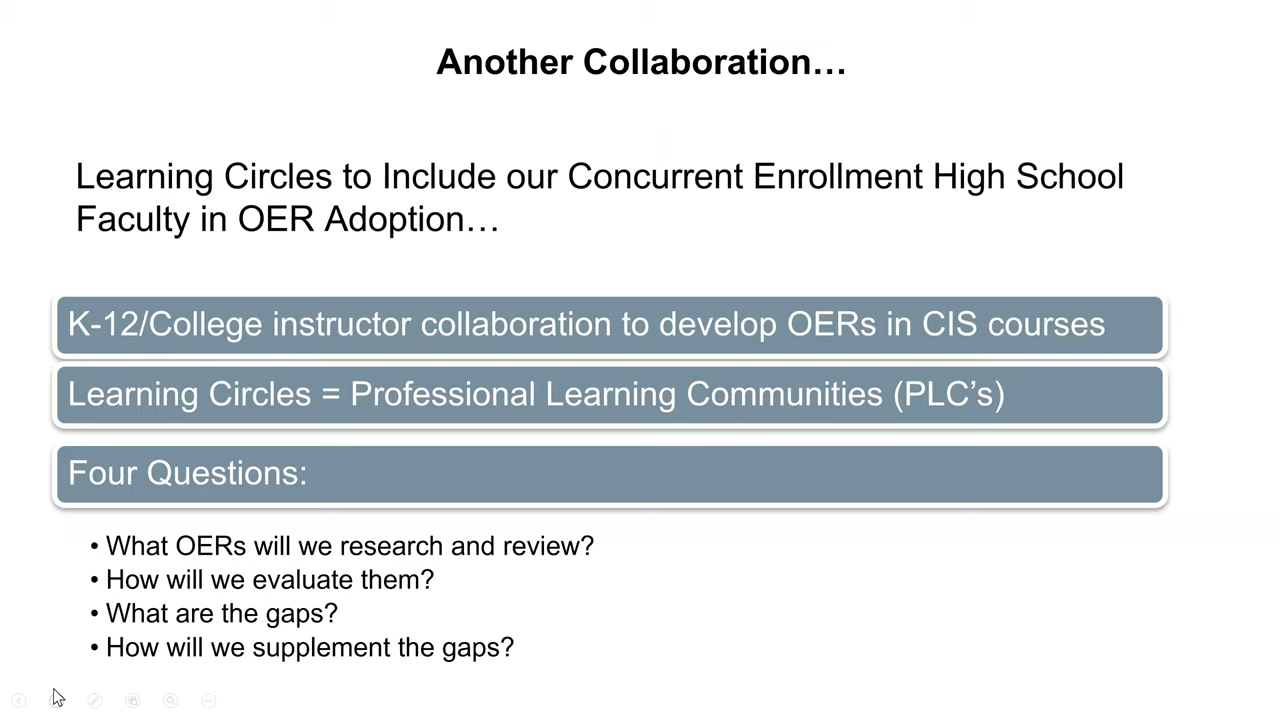 Another Collaboration…
Learning Circles to Include our Concurrent Enrollment High School
Faculty in OER Adoption…
K-12/College instructor collaboration to develop OERs in CIS courses
Learning Circles = Professional Learning Communities (PLC’s)
Four Questions:
• What OERs will we research and review?
• How will we evaluate them?
• What are the gaps?
• How will we supplement the gaps?